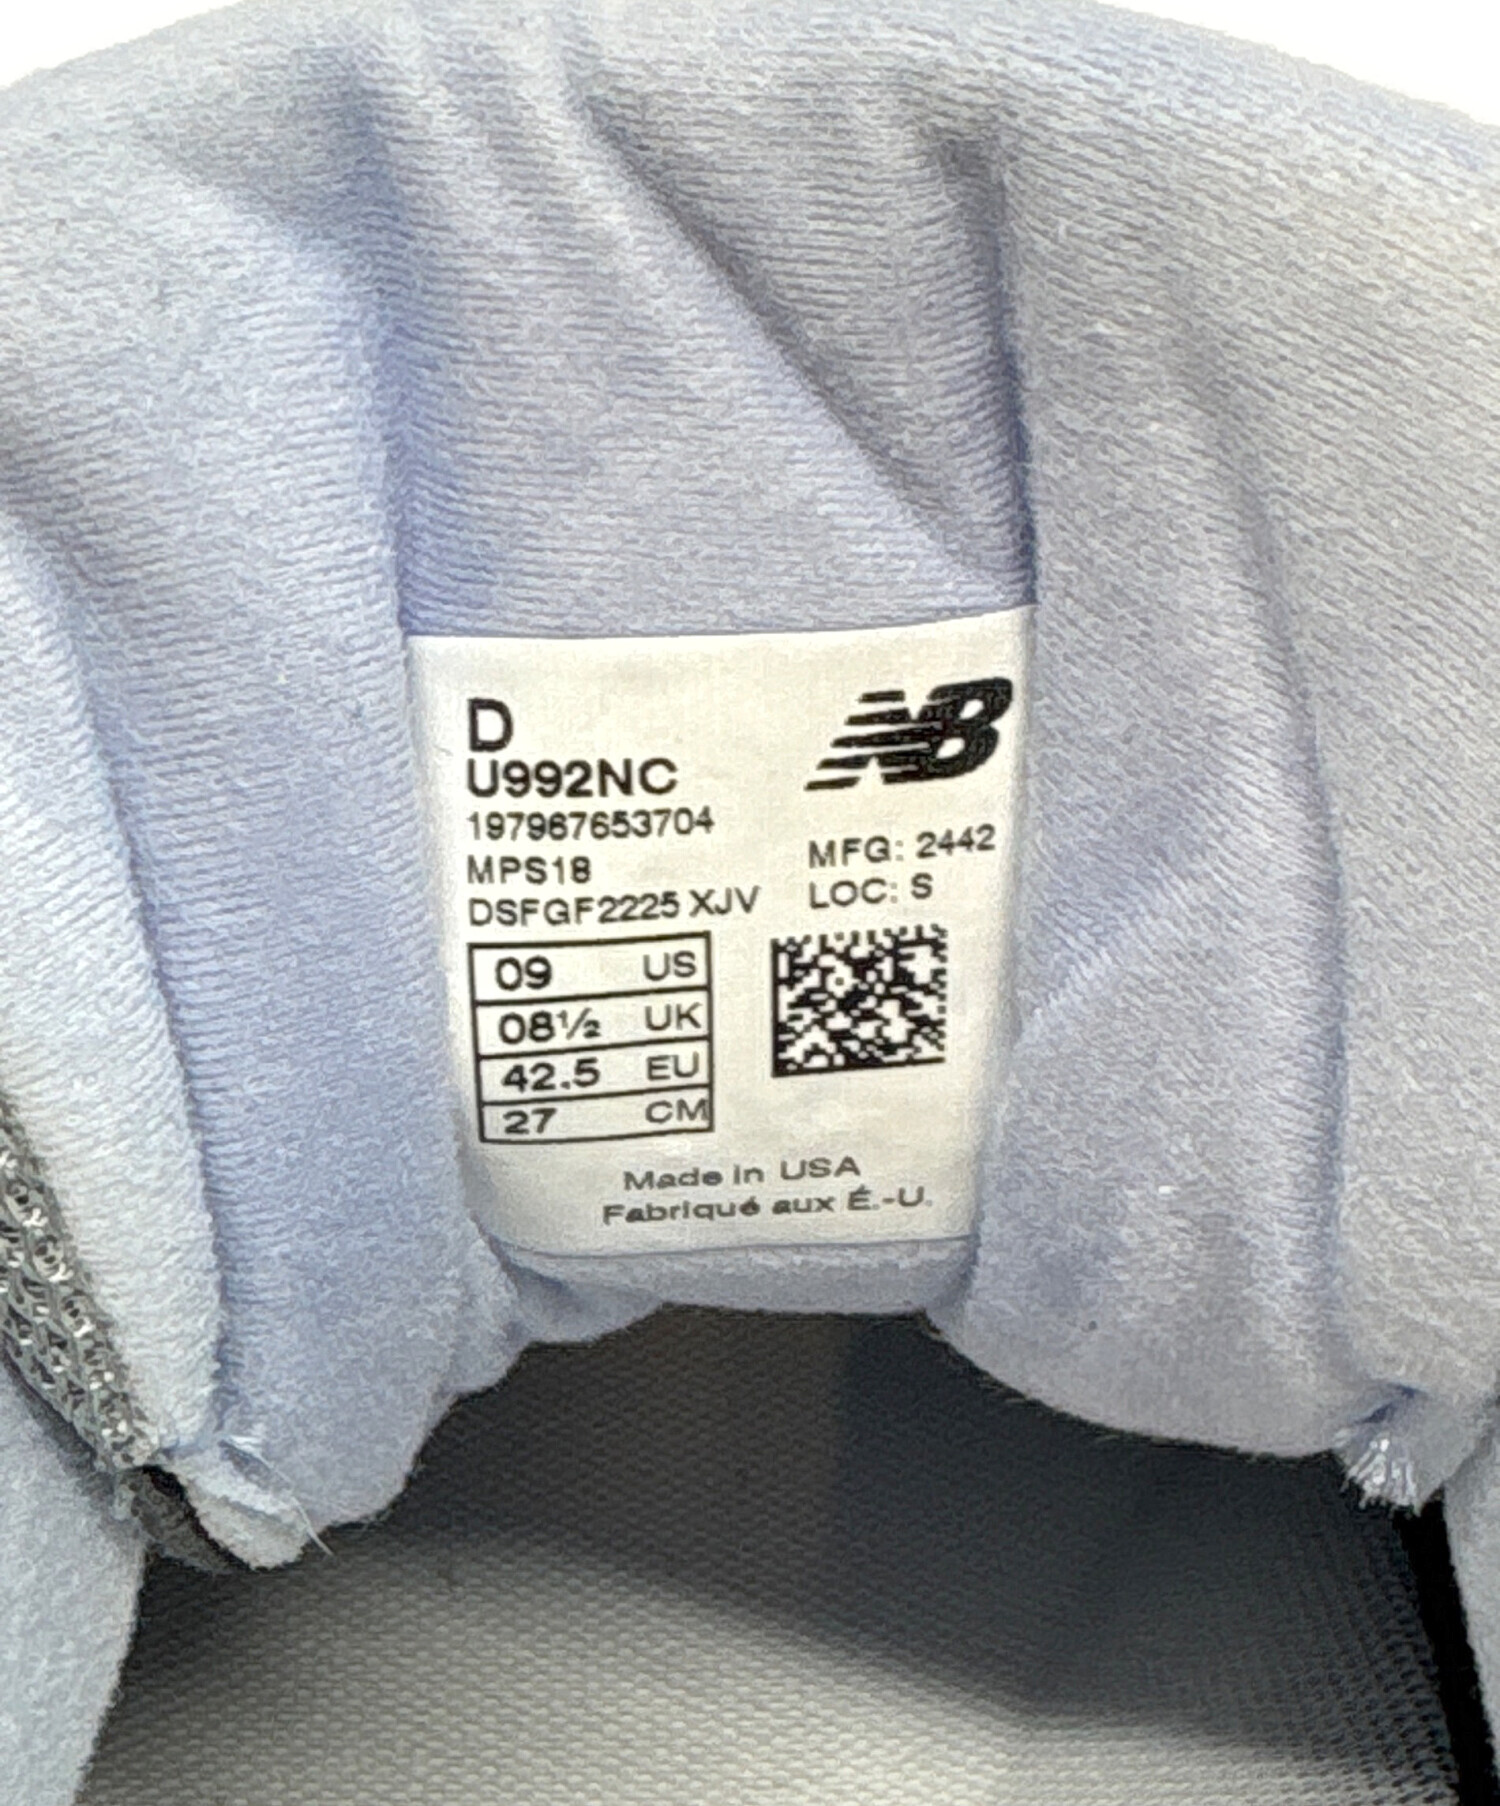 D
NB
U992NC
197967653704
MPS18
MFG: 2442
DSFGF2225 XJV
LOC: S
09 US
08½ UK
42.5 EU
27 CM
Made in USA
Fabriqué aux É.-U.